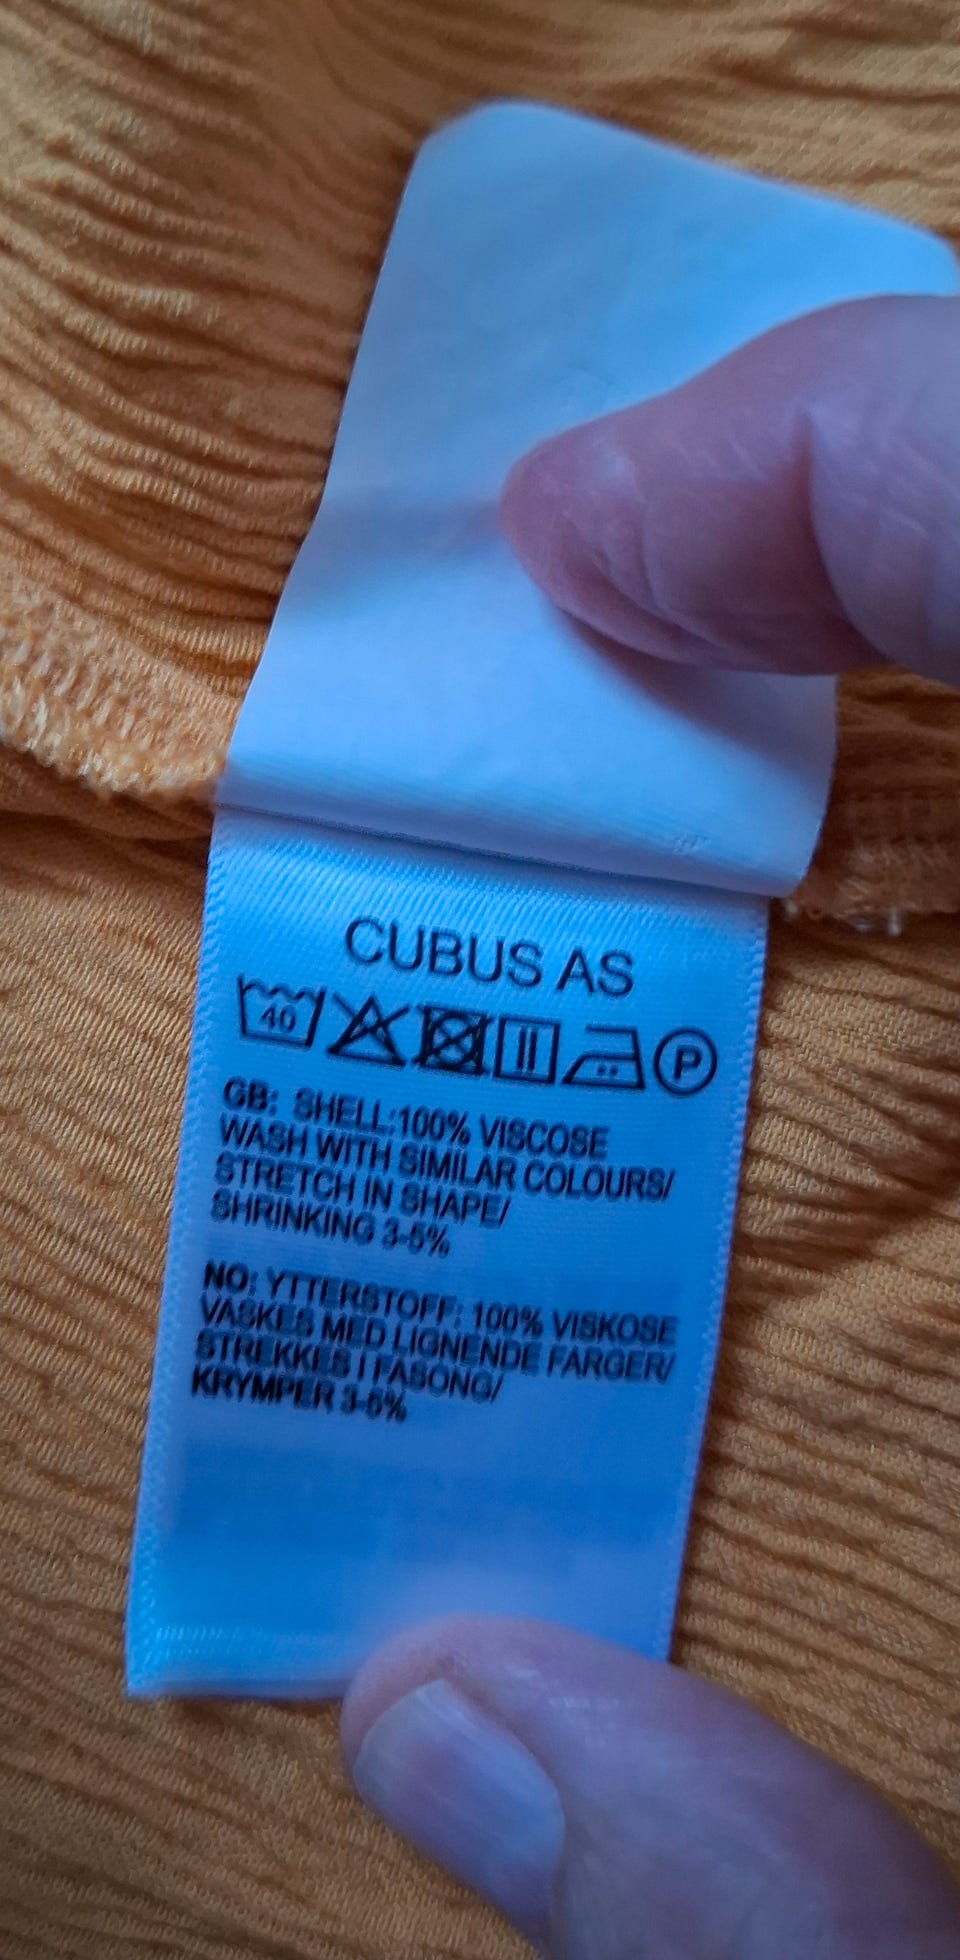 CUBUS AS
40 P
GB: SHELL:100% VISCOSE
WASH WITH SIMILAR COLOURS/
STRETCH IN SHAPE/
SHRINKING 3-5%
NO: YTTERSTOFF: 100% VISKOSE
VASKES MED LIGNENDE FARGER/
STREKKES I FASONG/
KRYMPER 3-5%